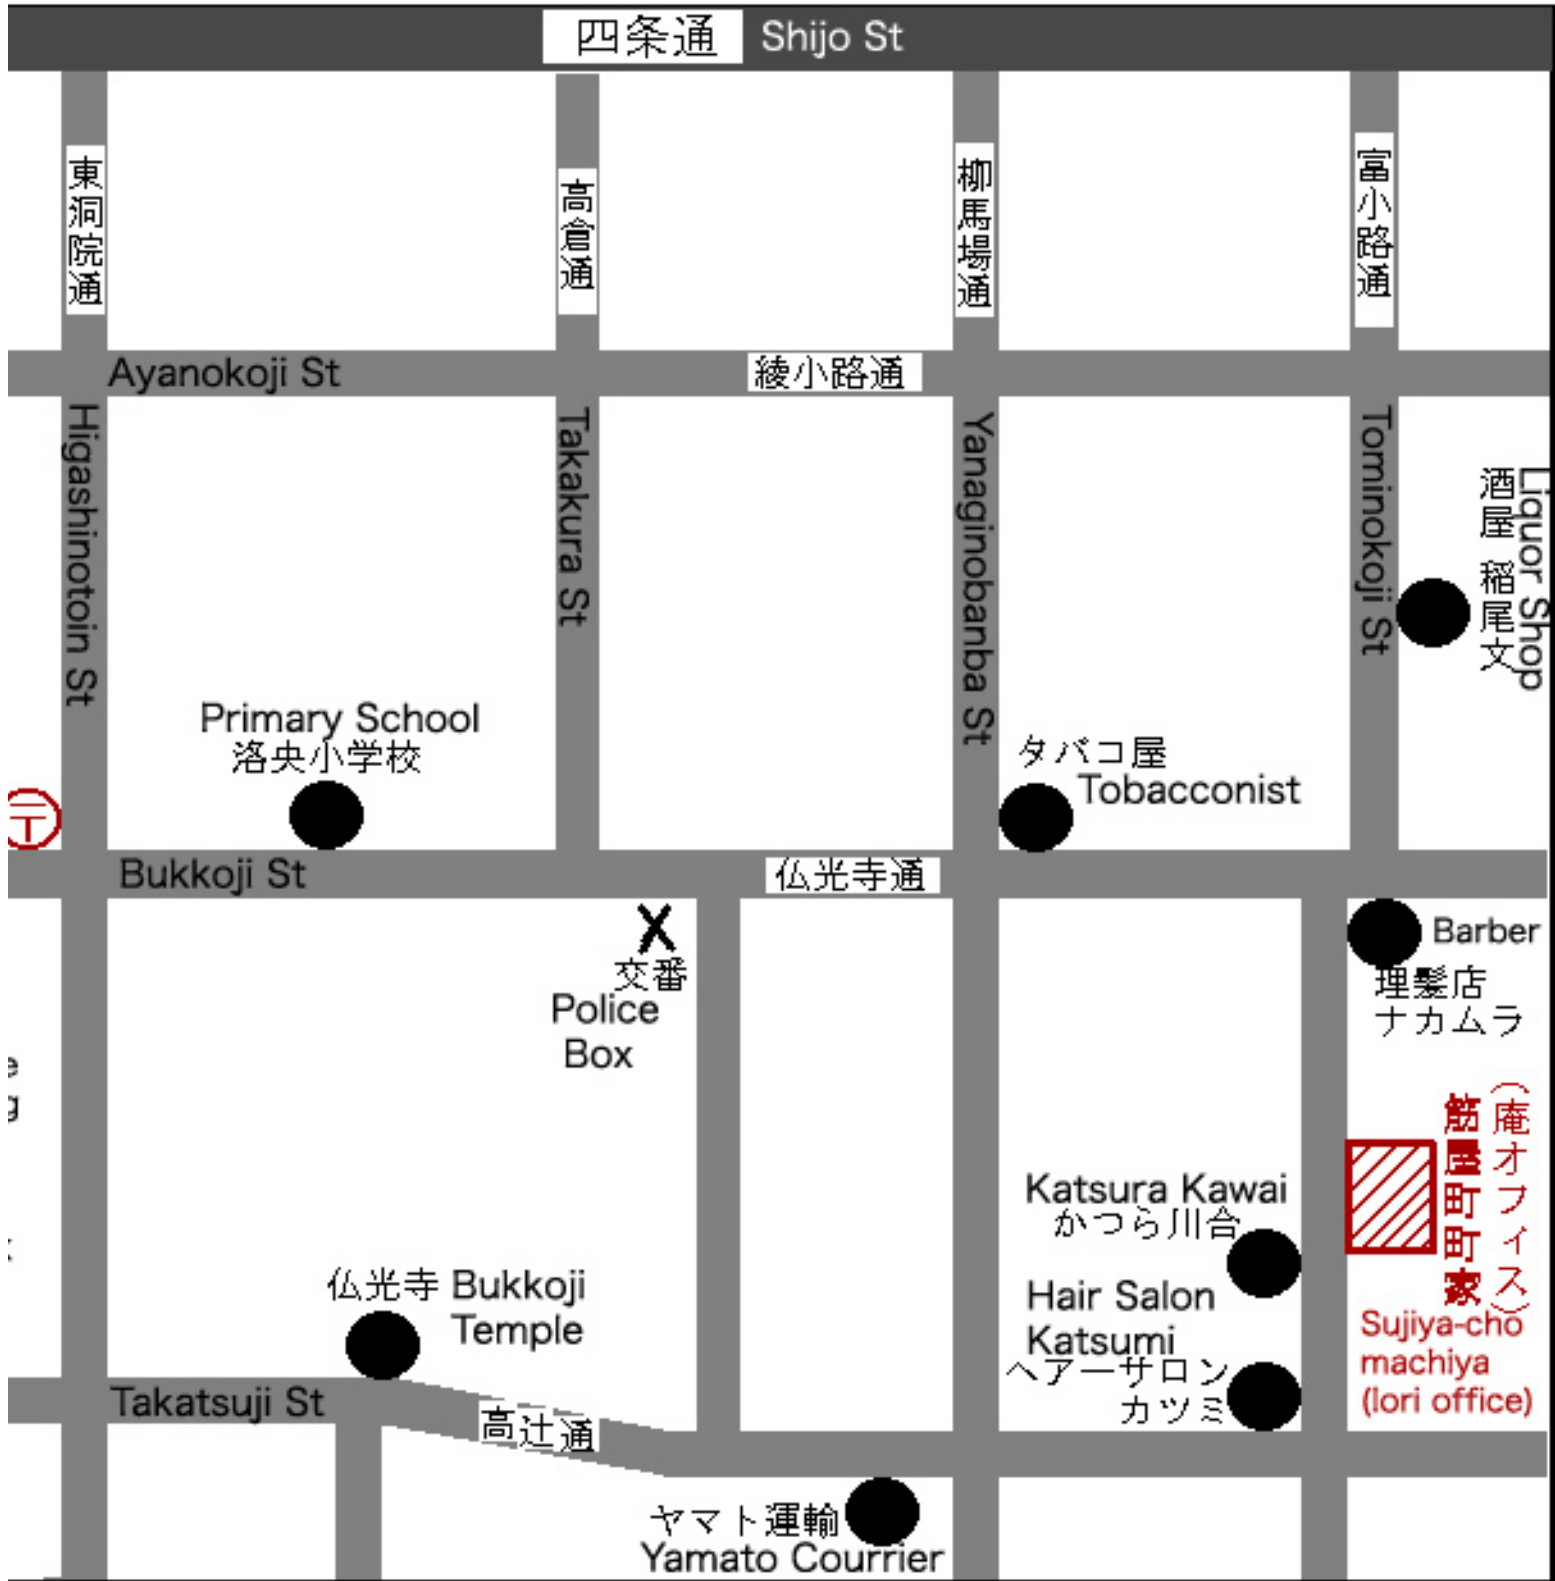 四条通 Shijo St
東洞院通
高倉通
柳馬場通
富小路通
Ayanokoji St
綾小路通
Higashinotoin St
Takakura St
Yanaginobanba St
Tominokoji St
Liquor Shop
酒屋 稲尾文
Primary School
洛央小学校
タバコ屋
Tobacconist
〒
Bukkoji St
仏光寺通
X
交番
Police
Box
Barber
理髪店
ナカムラ
e
g
(庵オフィス)
筋屋町町家
Sujiya-cho
machiya
(Iori office)
Katsura Kawai
かつら川合
Hair Salon
Katsumi
ヘアーサロン
カツミ
仏光寺 Bukkoji
Temple
Takatsuji St
高辻通
ヤマト運輸
Yamato Courrier